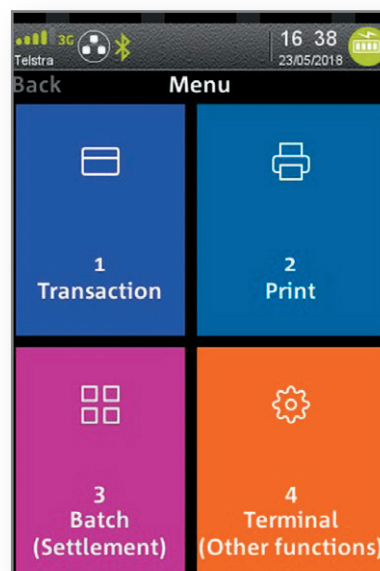 3G
16 38
Telstra
23/05/2018
Back
Menu
1
Transaction
2
Print
3
Batch
(Settlement)
4
Terminal
(Other functions)